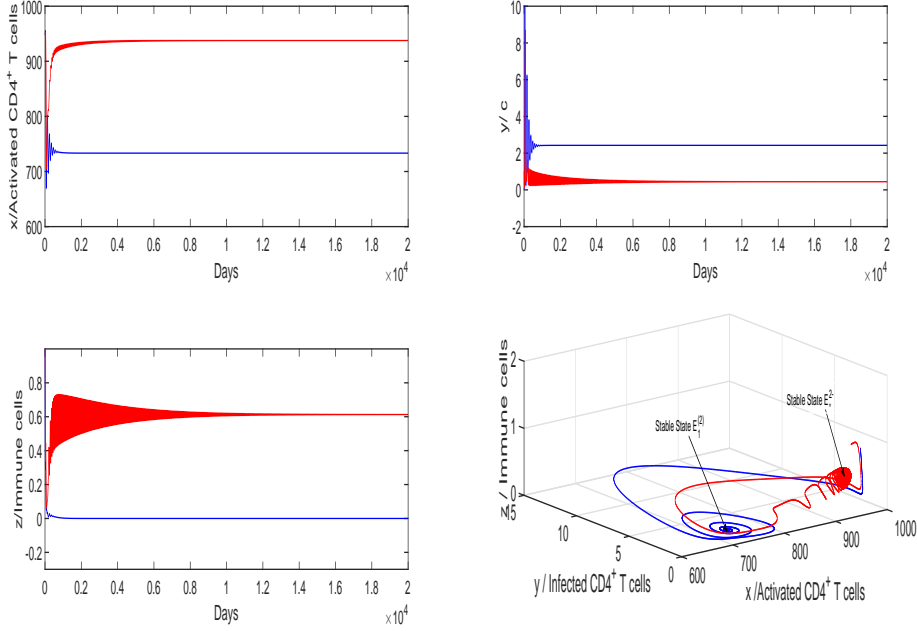 x/Activated CD4+ T cells
1000
900
800
700
600
0 0.2 0.4 0.6 0.8 1 1.2 1.4 1.6 1.8 2
Days
×10^4
y/ c
10
8
6
4
2
0
-2
0 0.2 0.4 0.6 0.8 1 1.2 1.4 1.6 1.8 2
Days
×10^4
z/Immune cells
0.8
0.6
0.4
0.2
0
-0.2
0 0.2 0.4 0.6 0.8 1 1.2 1.4 1.6 1.8 2
Days
×10^4
z / Immune cells
2
1
0
15
10
5
0
y / Infected CD4+ T cells
600
700
800
900
1000
x /Activated CD4+ T cells
Stable State E1(2)
Stable State E2-